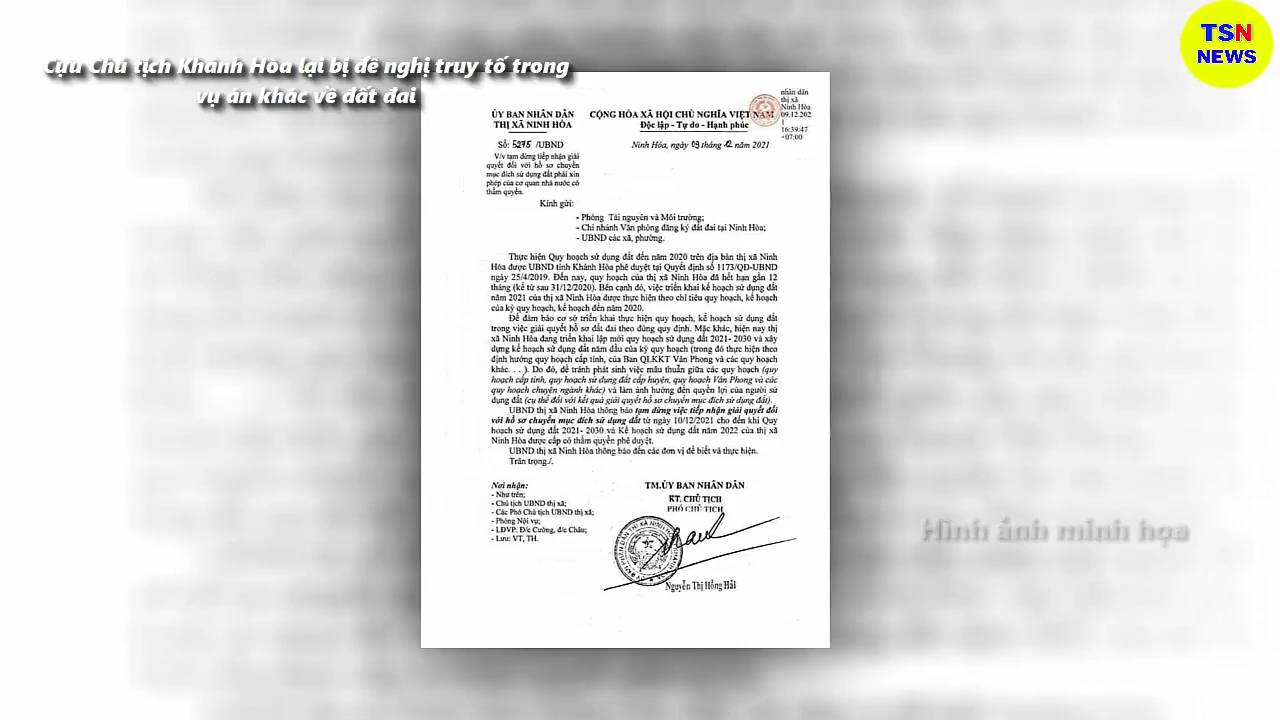 Cựu Chủ tịch Khánh Hòa lại bị đề nghị truy tố trong
vụ án khác về đất đai
TSN
NEWS
nhân dân
thị xã
Ninh Hòa
09.12.202
1
16:39:47
+07:00
ỦY BAN NHÂN DÂN
THỊ XÃ NINH HÒA
CỘNG HÒA XÃ HỘI CHỦ NGHĨA VIỆT NAM
Độc lập - Tự do - Hạnh phúc
Số: 5275 /UBND
Ninh Hòa, ngày 09 tháng 12 năm 2021
V/v tạm dừng tiếp nhận giải
quyết đối với hồ sơ chuyển
mục đích sử dụng đất phải xin
phép của cơ quan nhà nước có
thẩm quyền.
Kính gửi:
- Phòng Tài nguyên và Môi trường;
- Chi nhánh Văn phòng đăng ký đất đai tại Ninh Hòa;
- UBND các xã, phường.
Thực hiện Quy hoạch sử dụng đất đến năm 2020 trên địa bàn thị xã Ninh
Hòa được UBND tỉnh Khánh Hòa phê duyệt tại Quyết định số 1173/QĐ-UBND
ngày 25/4/2019. Đến nay, quy hoạch của thị xã Ninh Hòa đã hết hạn gần 12
tháng (kể từ sau 31/12/2020). Bên cạnh đó, việc triển khai kế hoạch sử dụng đất
năm 2021 của thị xã Ninh Hòa được thực hiện theo chỉ tiêu quy hoạch, kế hoạch
của kỳ quy hoạch, kế hoạch đến năm 2020.
Để đảm bảo cơ sở triển khai thực hiện quy hoạch, kế hoạch sử dụng đất
trong việc giải quyết hồ sơ đất đai theo đúng quy định. Mặc khác, hiện nay thị
xã Ninh Hòa đang triển khai lập mới quy hoạch sử dụng đất 2021- 2030 và xây
dựng kế hoạch sử dụng đất năm đầu của kỳ quy hoạch (trong đó thực hiện theo
định hướng quy hoạch cấp tỉnh, của Ban QLKKT Vân Phong và các quy hoạch
khác. . . ). Do đó, để tránh phát sinh việc mâu thuẫn giữa các quy hoạch (quy
hoạch cấp tỉnh, quy hoạch sử dụng đất cấp huyện, quy hoạch Vân Phong và các
quy hoạch chuyên ngành khác) và làm ảnh hưởng đến quyền lợi của người sử
dụng đất (cụ thể đối với kết quả giải quyết hồ sơ chuyển mục đích sử dụng đất).
UBND thị xã Ninh Hòa thông báo tạm dừng việc tiếp nhận giải quyết đối
với hồ sơ chuyển mục đích sử dụng đất từ ngày 10/12/2021 cho đến khi Quy
hoạch sử dụng đất 2021- 2030 và Kế hoạch sử dụng đất năm 2022 của thị xã
Ninh Hòa được cấp có thẩm quyền phê duyệt.
UBND thị xã Ninh Hòa thông báo đến các đơn vị để biết và thực hiện.
Trân trọng./.
Nơi nhận:
- Như trên;
- Chủ tịch UBND thị xã;
- Các Phó Chủ tịch UBND thị xã;
- Phòng Nội vụ;
- LĐVP: Đ/c Cường, đ/c Châu;
- Lưu: VT, TH.
TM.ỦY BAN NHÂN DÂN
KT. CHỦ TỊCH
PHÓ CHỦ TỊCH
Nguyễn Thị Hồng Hải
Hình ảnh minh họa